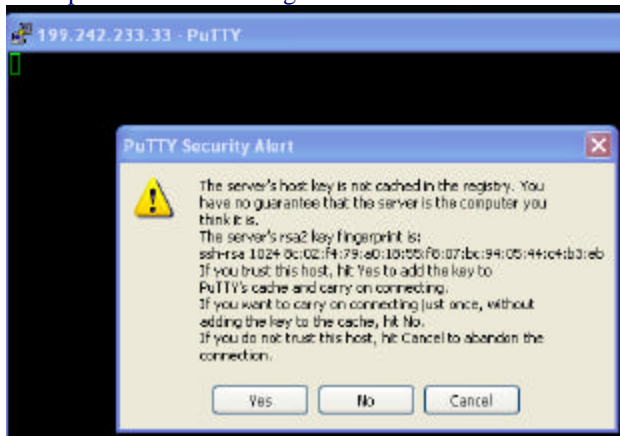 199.242.233.33 - PuTTY
PuTTY Security Alert
The server's host key is not cached in the registry. You
have no guarantee that the server is the computer you
think it is.
The server's rsa2 key fingerprint is:
ssh-rsa 1024 8c:02:f4:79:a0:18:55:f8:07:bc:94:05:44:c4:b3:eb
If you trust this host, hit Yes to add the key to
PuTTY's cache and carry on connecting.
If you want to carry on connecting just once, without
adding the key to the cache, hit No.
If you do not trust this host, hit Cancel to abandon the
connection.
Yes
No
Cancel